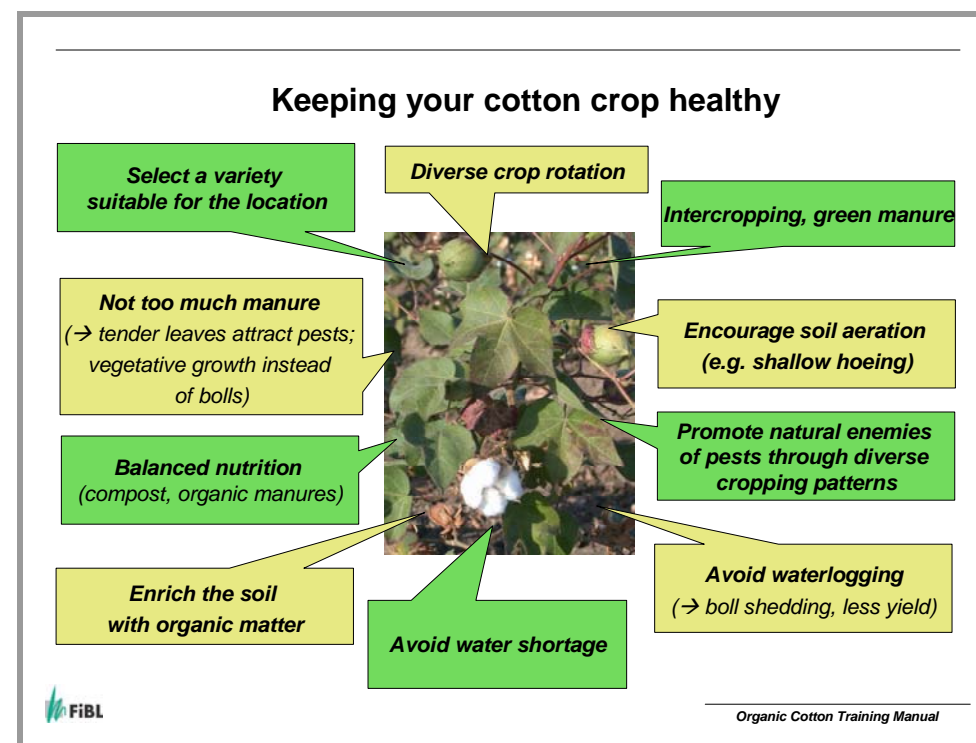 Keeping your cotton crop healthy
Select a variety
suitable for the location
Diverse crop rotation
Intercropping, green manure
Not too much manure
(→ tender leaves attract pests;
vegetative growth instead
of bolls)
Encourage soil aeration
(e.g. shallow hoeing)
Balanced nutrition
(compost, organic manures)
Promote natural enemies
of pests through diverse
cropping patterns
Enrich the soil
with organic matter
Avoid water shortage
Avoid waterlogging
(→ boll shedding, less yield)
FiBL
Organic Cotton Training Manual